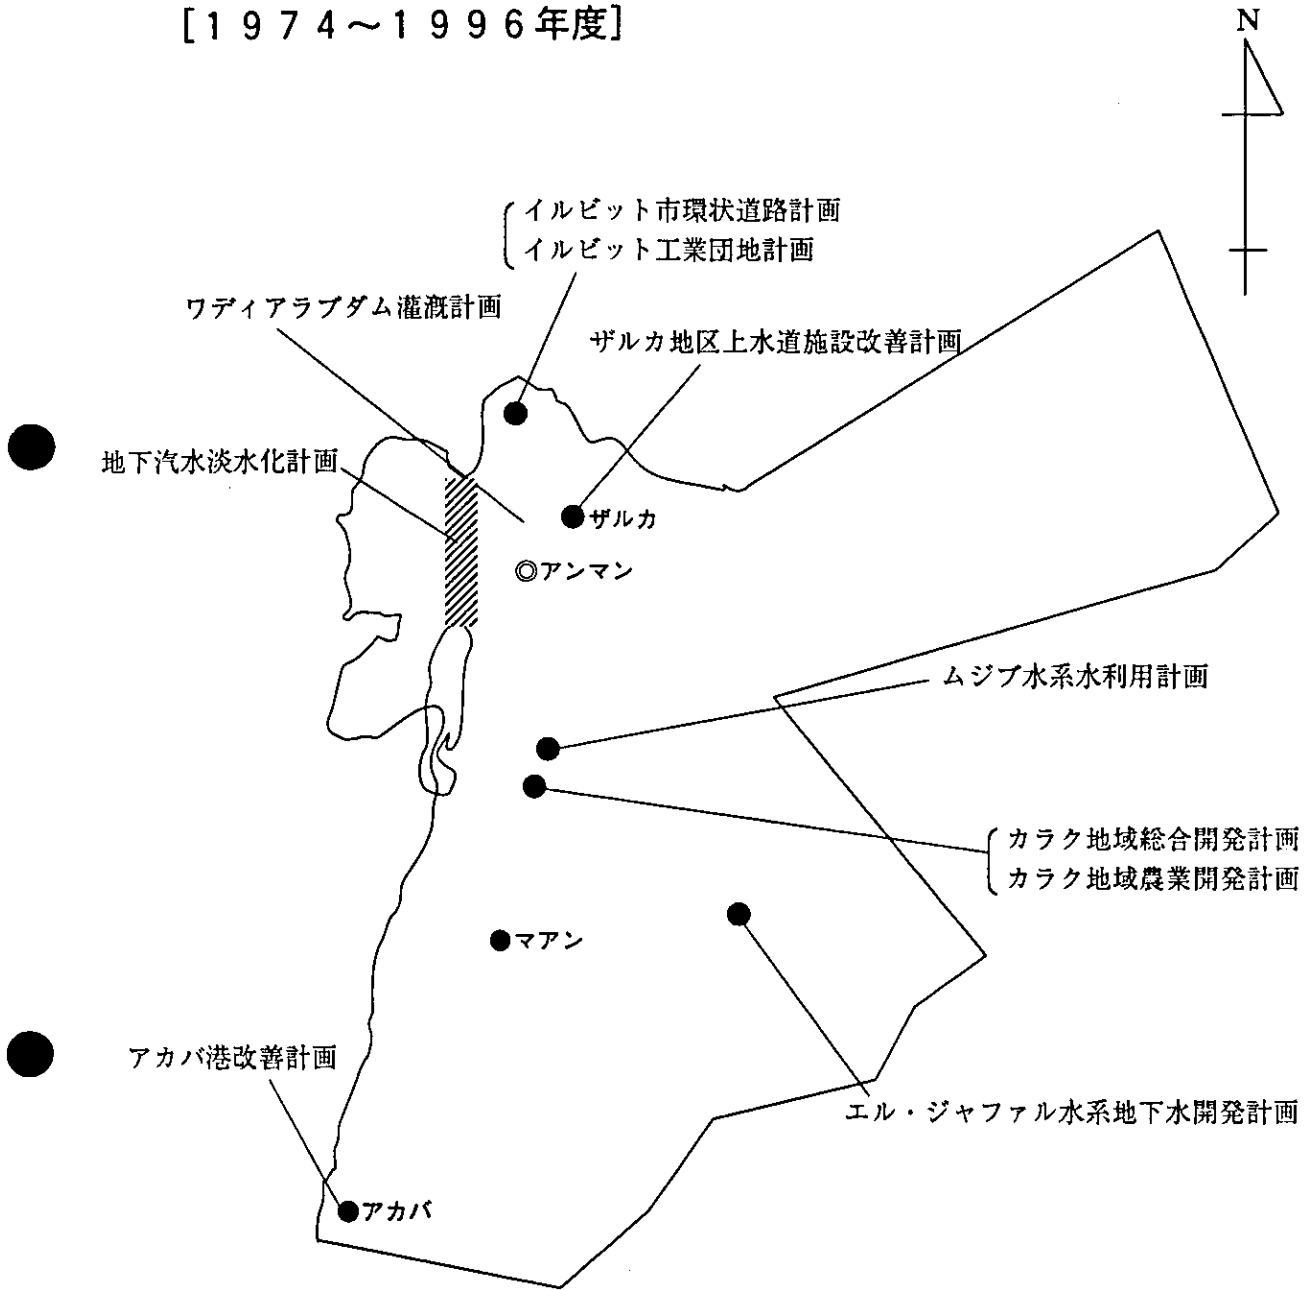 [１９７４～１９９６年度]
N
イルビット市環状道路計画
イルビット工業団地計画
ワディアラブダム灌漑計画
ザルカ地区上水道施設改善計画
地下汽水淡水化計画
ザルカ
アンマン
ムジブ水系水利用計画
カラク地域総合開発計画
カラク地域農業開発計画
マアン
アカバ港改善計画
エル・ジャファル水系地下水開発計画
アカバ